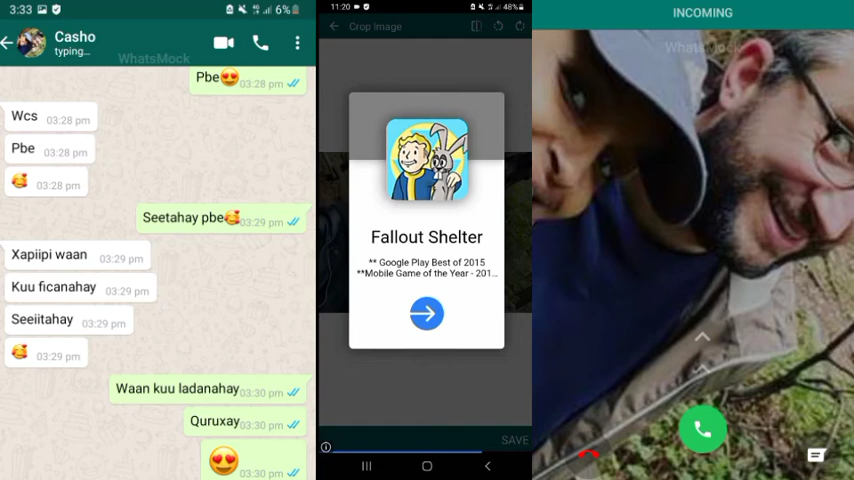 3:33
6%
Casho
typing...
WhatsMock
Pbe😍 03:28 pm
Wcs 03:28 pm
Pbe 03:28 pm
🥰 03:28 pm
Seetahay pbe🥰 03:29 pm
Xapiipi waan 03:29 pm
Kuu ficanahay 03:29 pm
Seeiitahay 03:29 pm
🥰 03:29 pm
Waan kuu ladanahay 03:30 pm
Quruxay 03:30 pm
😍 03:30 pm
11:20
48%
Crop Image
Fallout Shelter
** Google Play Best of 2015
**Mobile Game of the Year - 201...
SAVE
INCOMING
WhatsMock